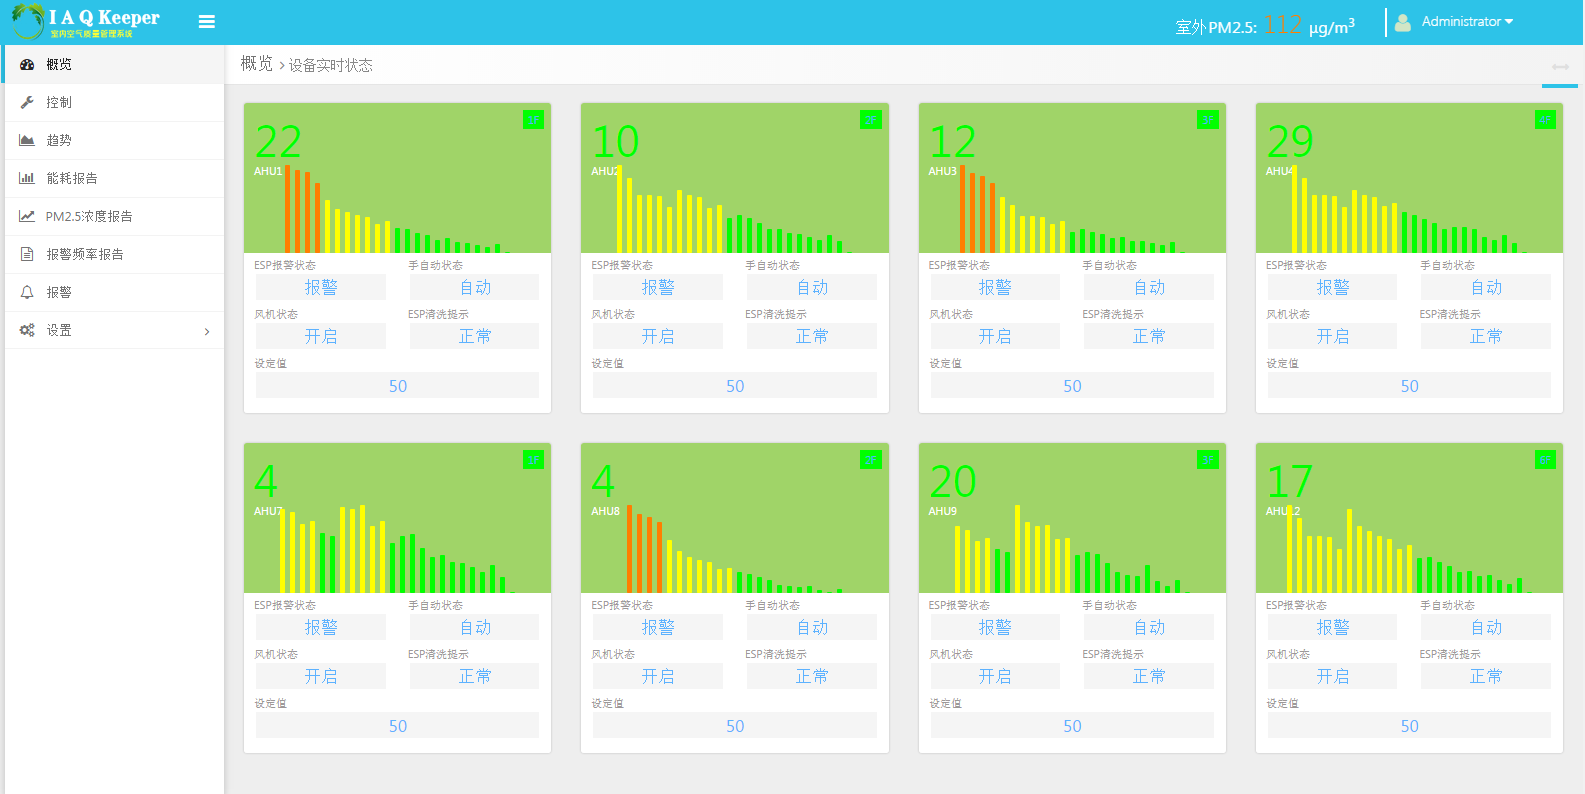 I A Q Keeper
室内空气质量管理系统
室外PM2.5: 112 μg/m³
Administrator
概览
控制
趋势
能耗报告
PM2.5浓度报告
报警频率报告
报警
设置
概览 › 设备实时状态
22
AHU1
ESP报警状态 手自动状态
报警 自动
风机状态 ESP清洗提示
开启 正常
设定值
50
10
AHU2
ESP报警状态 手自动状态
报警 自动
风机状态 ESP清洗提示
开启 正常
设定值
50
12
AHU3
ESP报警状态 手自动状态
报警 自动
风机状态 ESP清洗提示
开启 正常
设定值
50
29
AHU4
ESP报警状态 手自动状态
报警 自动
风机状态 ESP清洗提示
开启 正常
设定值
50
4
AHU7
ESP报警状态 手自动状态
报警 自动
风机状态 ESP清洗提示
开启 正常
设定值
50
4
AHU8
ESP报警状态 手自动状态
报警 自动
风机状态 ESP清洗提示
开启 正常
设定值
50
20
AHU9
ESP报警状态 手自动状态
报警 自动
风机状态 ESP清洗提示
开启 正常
设定值
50
17
AHU12
ESP报警状态 手自动状态
报警 自动
风机状态 ESP清洗提示
开启 正常
设定值
50